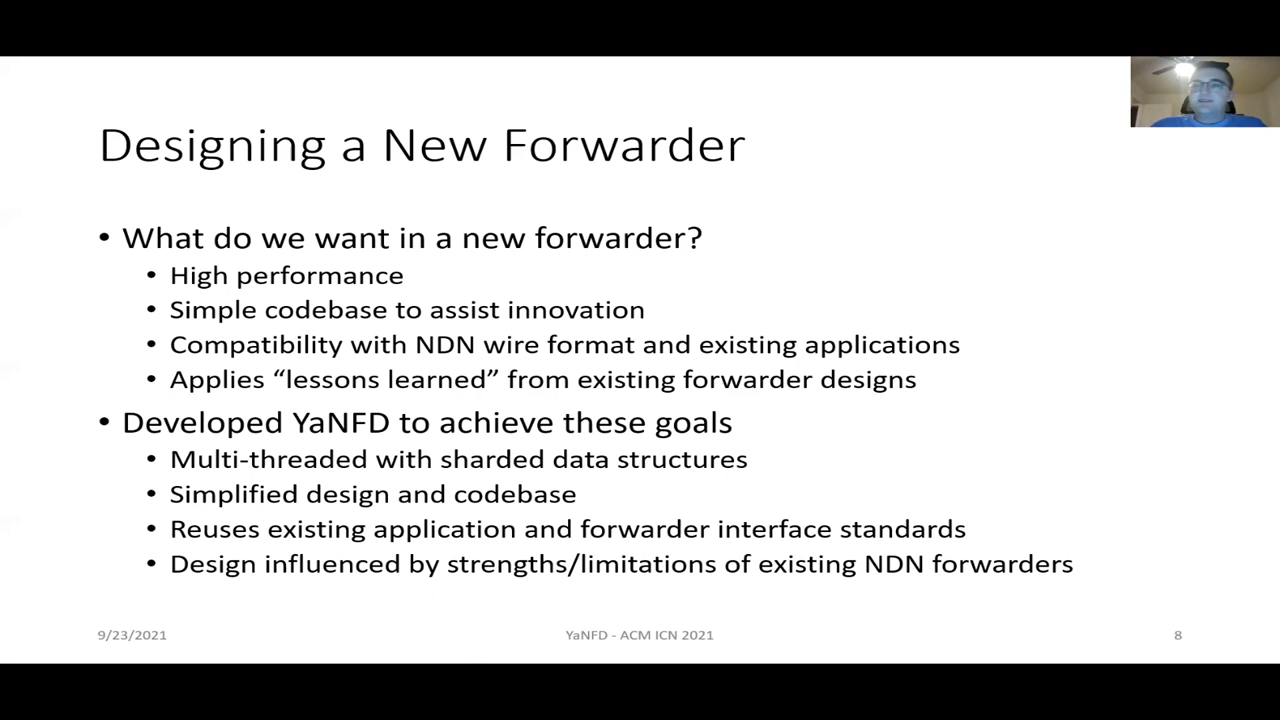 Designing a New Forwarder
• What do we want in a new forwarder?
• High performance
• Simple codebase to assist innovation
• Compatibility with NDN wire format and existing applications
• Applies “lessons learned” from existing forwarder designs
• Developed YaNFD to achieve these goals
• Multi-threaded with sharded data structures
• Simplified design and codebase
• Reuses existing application and forwarder interface standards
• Design influenced by strengths/limitations of existing NDN forwarders
9/23/2021
YaNFD - ACM ICN 2021
8